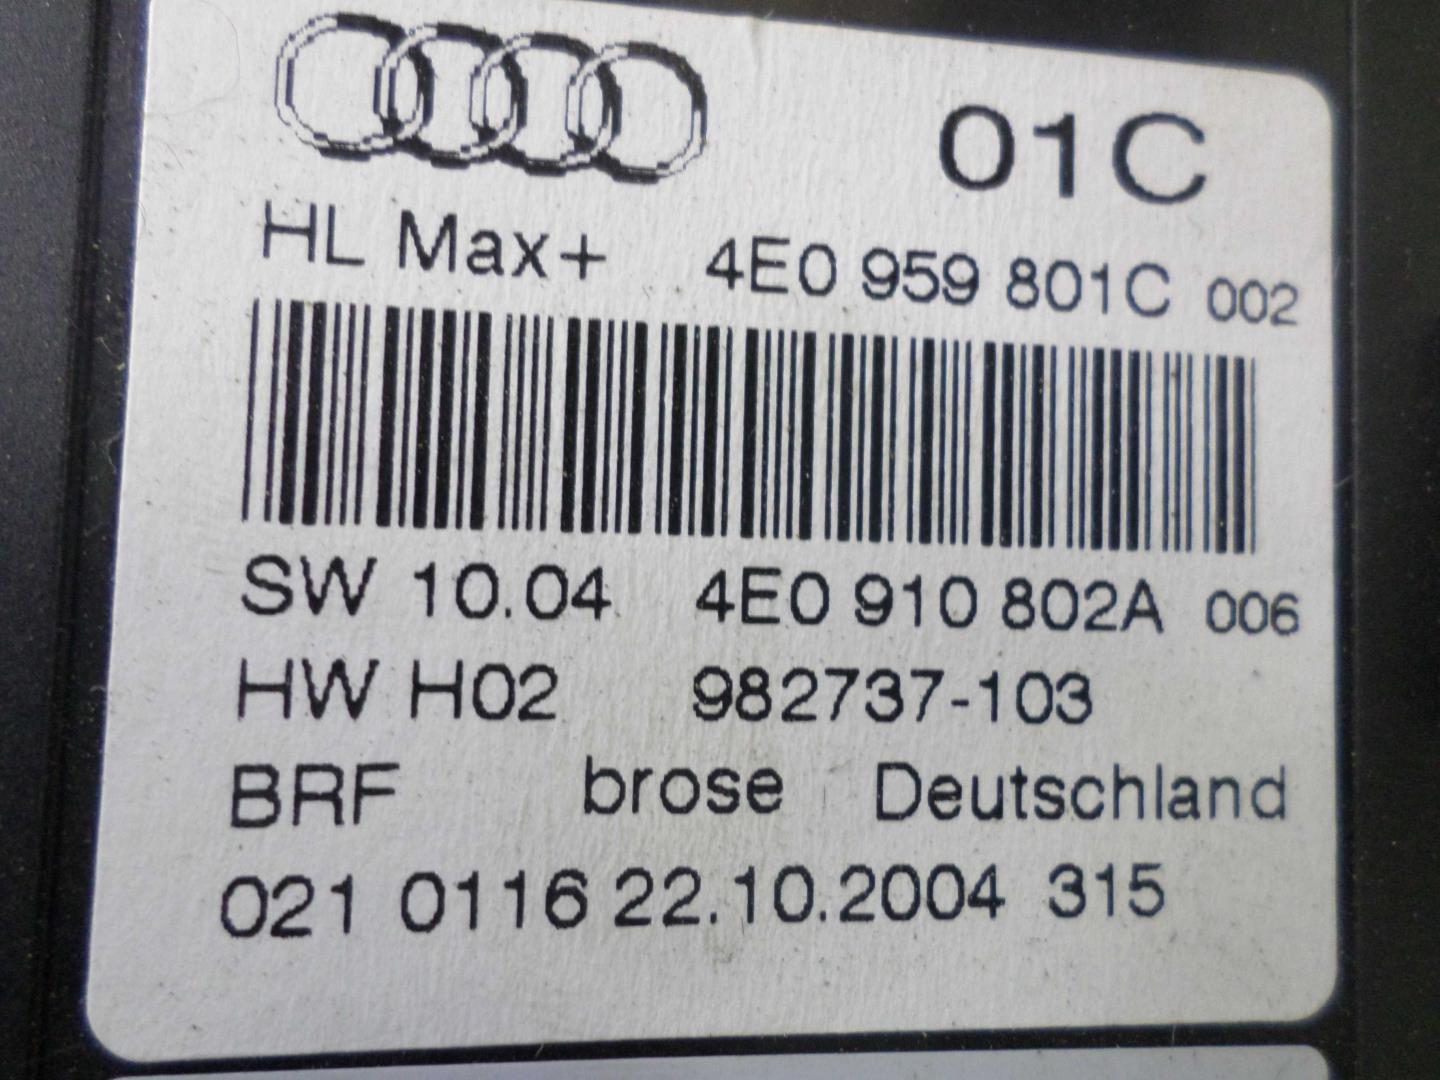 01C
HL Max+ 4E0 959 801C 002
SW 10.04 4E0 910 802A 006
HW H02 982737-103
BRF brose Deutschland
021 0116 22.10.2004 315